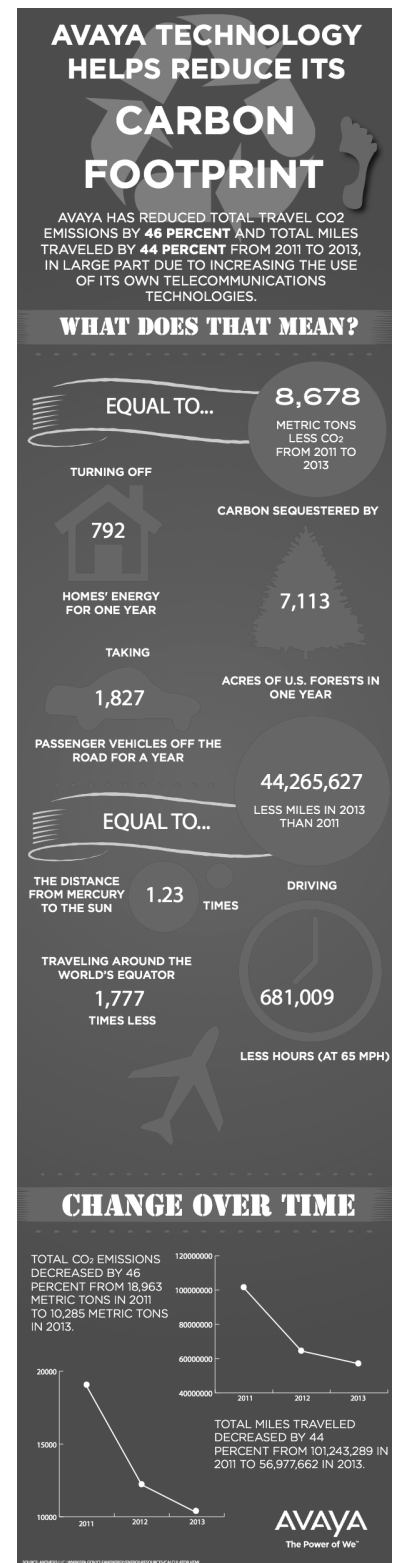 AVAYA TECHNOLOGY
HELPS REDUCE ITS
CARBON
FOOTPRINT
AVAYA HAS REDUCED TOTAL TRAVEL CO2
EMISSIONS BY 46 PERCENT AND TOTAL MILES
TRAVELED BY 44 PERCENT FROM 2011 TO 2013,
IN LARGE PART DUE TO INCREASING THE USE
OF ITS OWN TELECOMMUNICATIONS
TECHNOLOGIES.
WHAT DOES THAT MEAN?
EQUAL TO...
8,678
METRIC TONS
LESS CO2
FROM 2011 TO
2013
TURNING OFF
792
HOMES' ENERGY
FOR ONE YEAR
CARBON SEQUESTERED BY
7,113
ACRES OF U.S. FORESTS IN
ONE YEAR
TAKING
1,827
PASSENGER VEHICLES OFF THE
ROAD FOR A YEAR
44,265,627
LESS MILES IN 2013
THAN 2011
EQUAL TO...
THE DISTANCE
FROM MERCURY
TO THE SUN
1.23
TIMES
DRIVING
681,009
LESS HOURS (AT 65 MPH)
TRAVELING AROUND THE
WORLD'S EQUATOR
1,777
TIMES LESS
CHANGE OVER TIME
TOTAL CO2 EMISSIONS
DECREASED BY 46
PERCENT FROM 18,963
METRIC TONS IN 2011
TO 10,285 METRIC TONS
IN 2013.
120000000
100000000
80000000
60000000
40000000
2011 2012 2013
20000
15000
10000
2011 2012 2013
TOTAL MILES TRAVELED
DECREASED BY 44
PERCENT FROM 101,243,289 IN
2011 TO 56,977,662 IN 2013.
AVAYA
The Power of We™